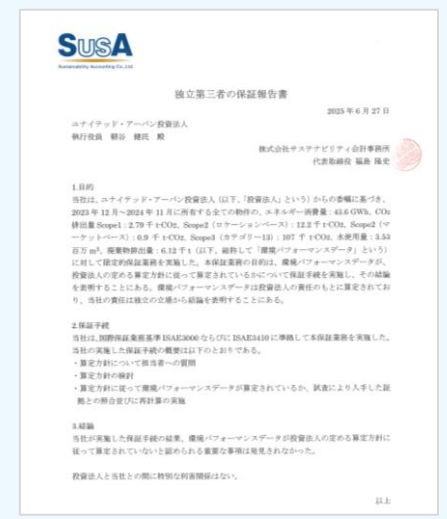 SusA
Sustainability Accounting Co., Ltd.
独立第三者の保証報告書
2025 年 6 月 27 日
ユナイテッド・アーバン投資法人
執行役員 朝谷 健民 殿
株式会社サステナビリティ会計事務所
代表取締役 福島 隆史
1.目的
当社は、ユナイテッド・アーバン投資法人（以下、「投資法人」という）からの委嘱に基づき、
2023 年 12 月～2024 年 11 月に所有する全ての物件の、エネルギー消費量：43.6 GWh、CO2
排出量 Scope1：2.79 千 t-CO2、Scope2（ロケーションベース）：12.2 千 t-CO2、Scope2（マ
ーケットベース）：0.9 千 t-CO2、Scope3（カテゴリー13）：107 千 t-CO2、水使用量：3.53
百万 m³、廃棄物排出量：6.12 千 t（以下、総称して「環境パフォーマンスデータ」という）
に対して限定的保証業務を実施した。本保証業務の目的は、環境パフォーマンスデータが、
投資法人の定める算定方針に従って算定されているかについて保証手続を実施し、その結論
を表明することにある。環境パフォーマンスデータは投資法人の責任のもとに算定されてお
り、当社の責任は独立の立場から結論を表明することにある。
2.保証手続
当社は、国際保証業務基準 ISAE3000 ならびに ISAE3410 に準拠して本保証業務を実施した。
当社の実施した保証手続の概要は以下のとおりである。
・算定方針について担当者への質問
・算定方針の検討
・算定方針に従って環境パフォーマンスデータが算定されているか、試査により入手した証
拠との照合並びに再計算の実施
3.結論
当社が実施した保証手続の結果、環境パフォーマンスデータが投資法人の定める算定方針に
従って算定されていないと認められる重要な事項は発見されなかった。
投資法人と当社との間に特別な利害関係はない。
以上